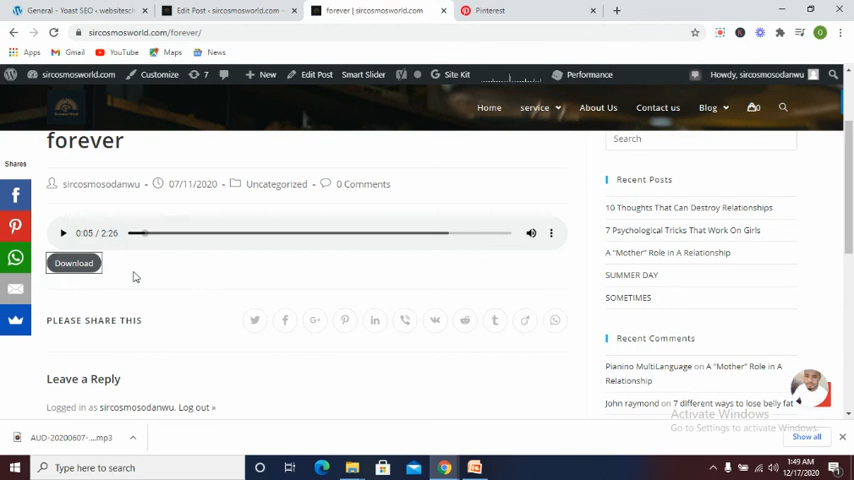 General - Yoast SEO ‹ websitesch
Edit Post ‹ sircosmosworld.com
forever | sircosmosworld.com
Pinterest
sircosmosworld.com/forever/
Apps
Gmail
YouTube
Maps
News
sircosmosworld.com
Customize
7
New
Edit Post
Smart Slider
Site Kit
Performance
Howdy, sircosmosodanwu
Home
service
About Us
Contact us
Blog
0
forever
Search
Shares
sircosmosodanwu
07/11/2020
Uncategorized
0 Comments
Recent Posts
10 Thoughts That Can Destroy Relationships
7 Psychological Tricks That Work On Girls
A "Mother" Role in A Relationship
SUMMER DAY
SOMETIMES
0:05 / 2:26
Download
PLEASE SHARE THIS
Recent Comments
Pianino MultiLanguage on A "Mother" Role in A
Relationship
John raymond on 7 different ways to lose belly fat
Leave a Reply
Logged in as sircosmosodanwu. Log out »
Activate Windows
Go to Settings to activate Windows.
AUD-20200607-....mp3
Show all
Type here to search
1:49 AM
12/17/2020